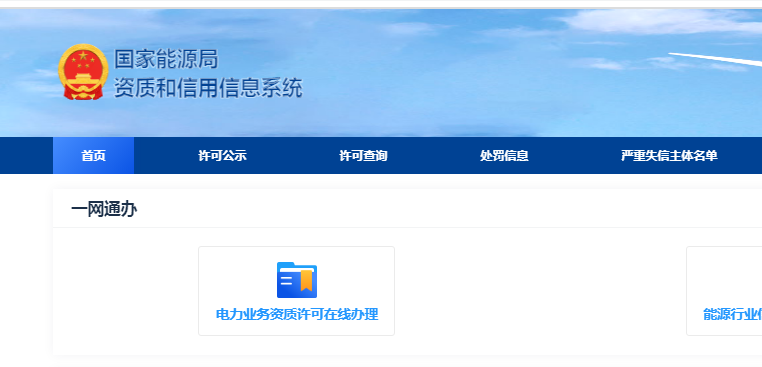 国家能源局
资质和信用信息系统
首页 许可公示 许可查询 处罚信息 严重失信主体名单
一网通办
电力业务资质许可在线办理 能源行业